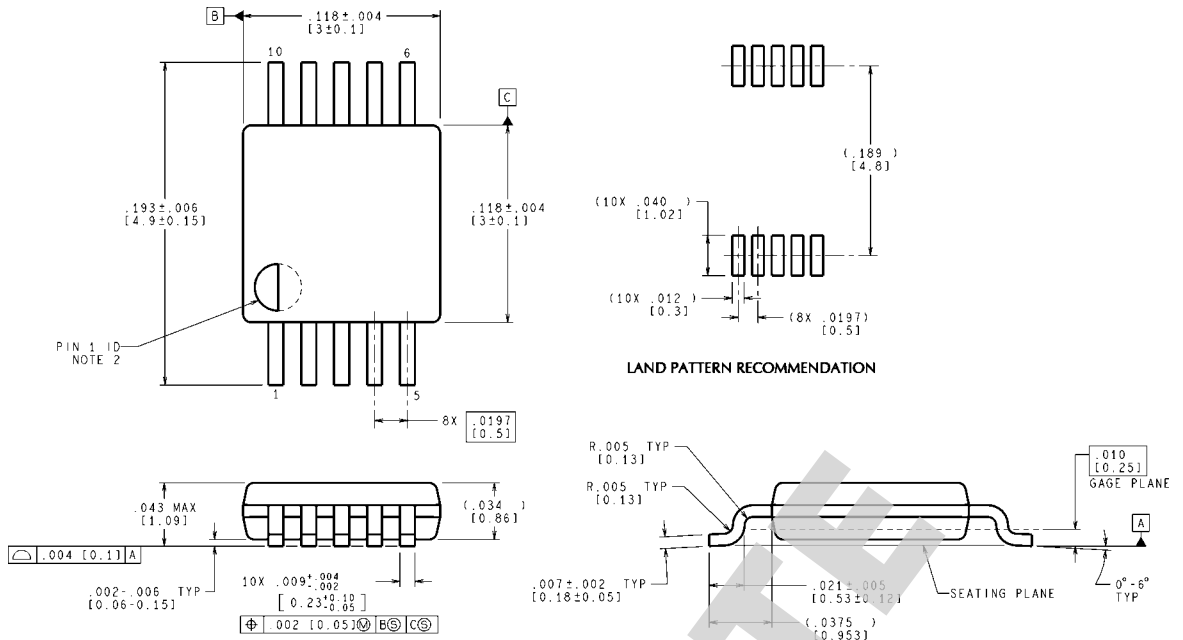 B
.118±.004
[3±0.1]
10
6
C
.193±.006
[4.9±0.15]
.118±.004
[3±0.1]
PIN 1 ID
NOTE 2
1
5
8X .0197
[0.5]
(.189 )
[4.8]
(10X .040 )
[1.02]
(10X .012 )
[0.3]
(8X .0197)
[0.5]
LAND PATTERN RECOMMENDATION
.043 MAX
[1.09]
(.034 )
[0.86]
⌓ .004 [0.1] A
.002-.006 TYP
[0.06-0.15]
10X .009+.004
-.002
[ 0.23+0.10
-0.05 ]
⌖ .002 [0.05]Ⓜ BⓈ CⓈ
R.005 TYP
[0.13]
R.005 TYP
[0.13]
.010
[0.25]
GAGE PLANE
A
.007±.002 TYP
[0.18±0.05]
.021±.005
[0.53±0.12]
SEATING PLANE
0°-6°
TYP
(.0375 )
[0.953]
TE